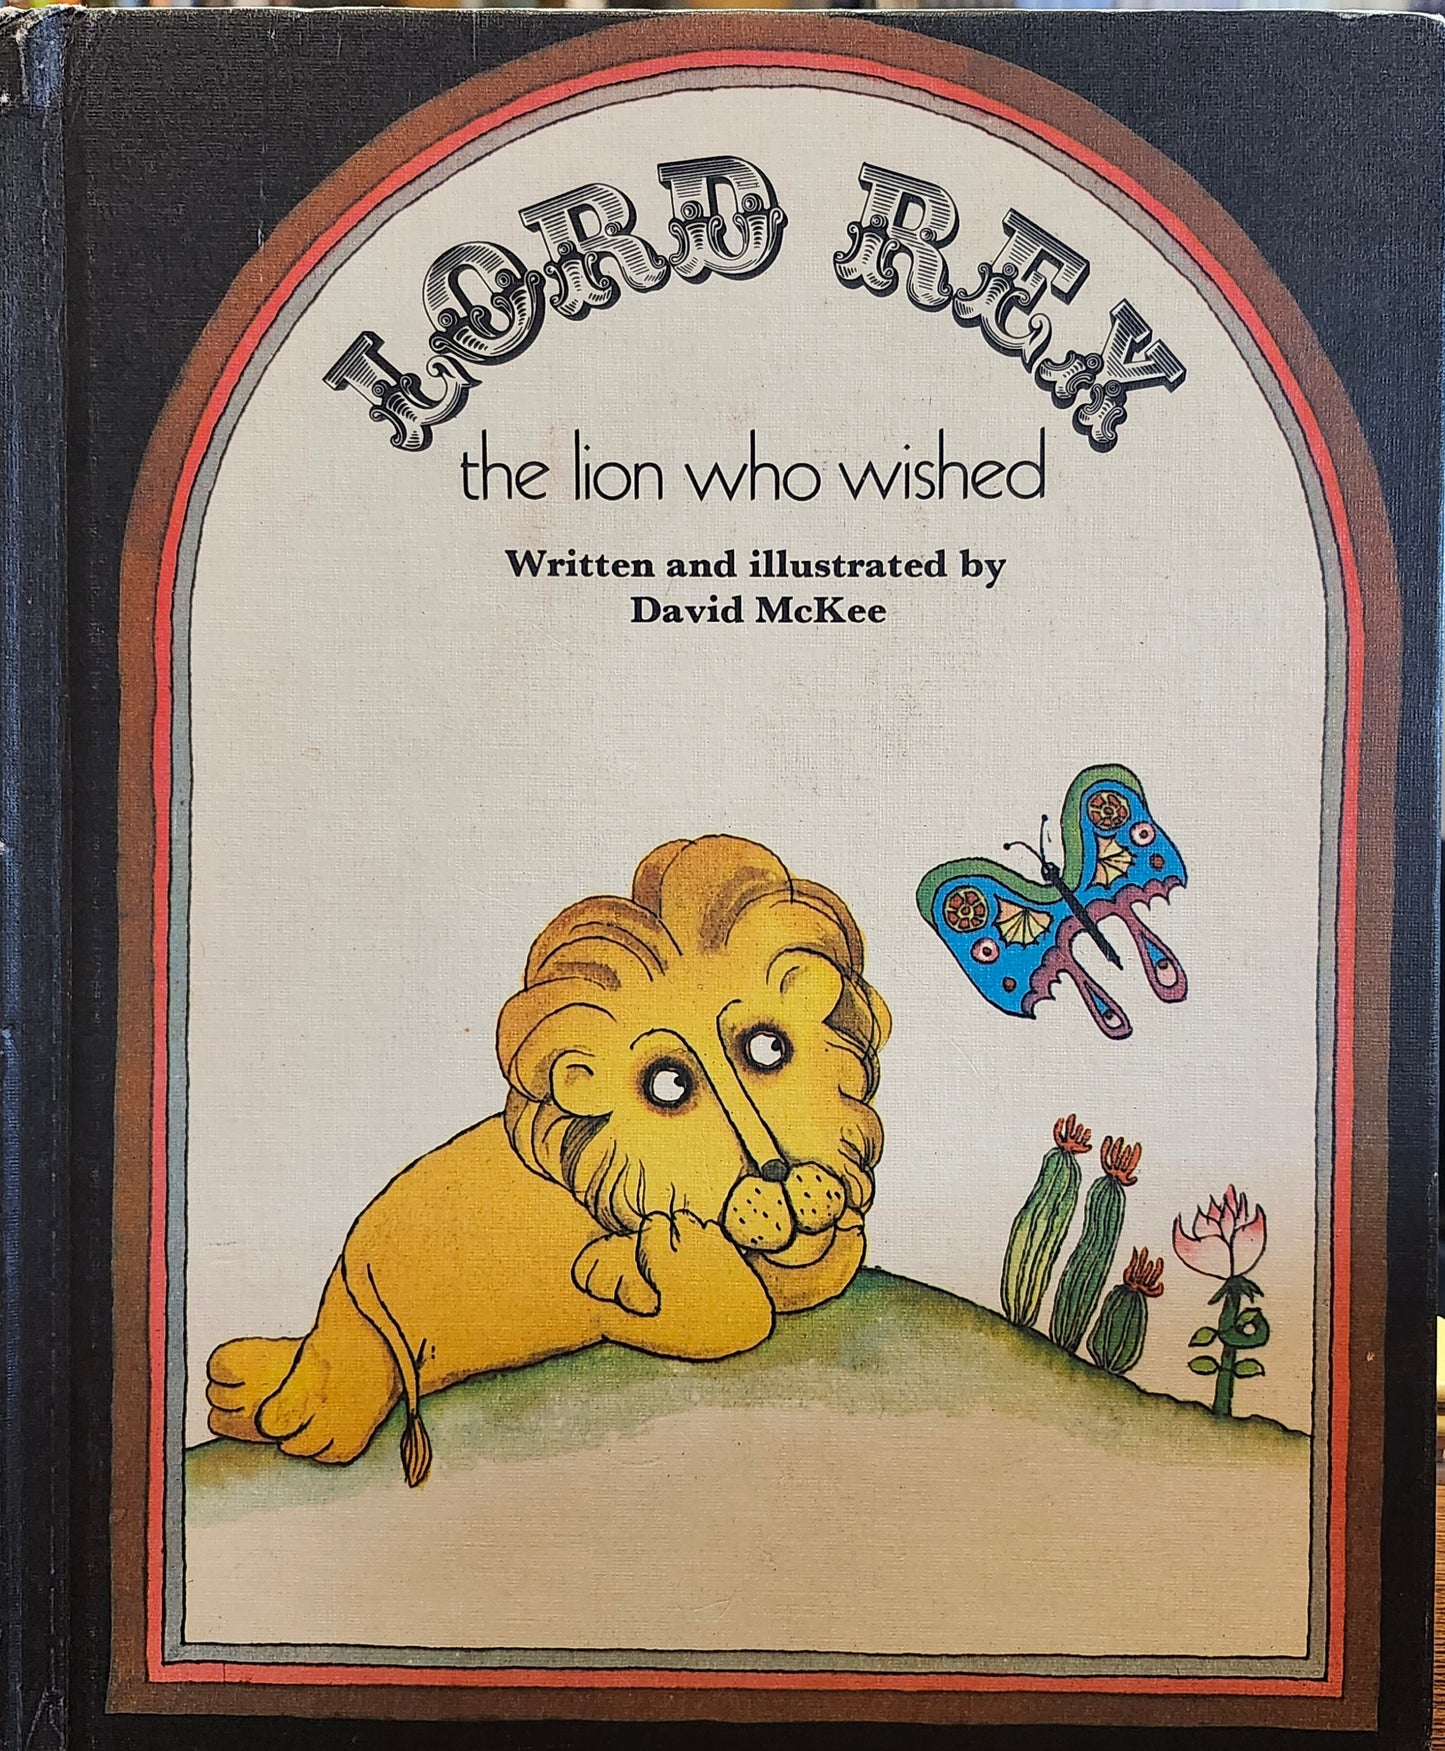 LORD REX
the lion who wished
Written and illustrated by
David McKee